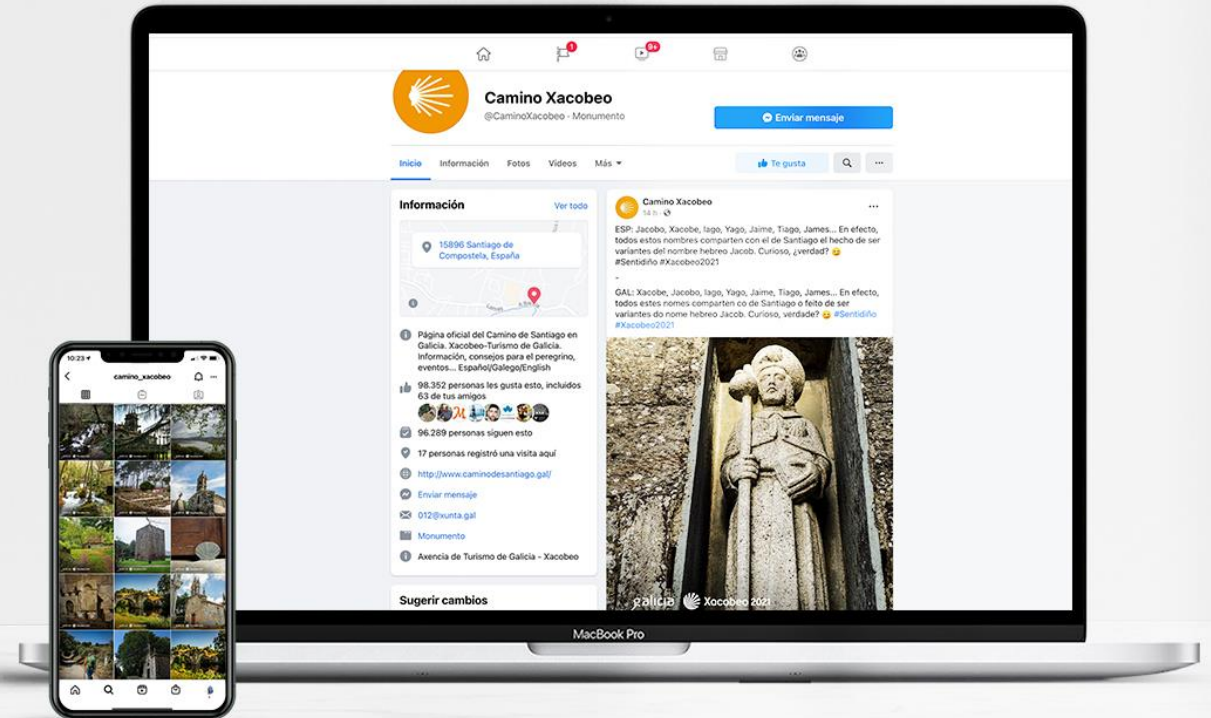 1
9+
Camino Xacobeo
@CaminoXacobeo · Monumento
Enviar mensaje
Inicio
Información
Fotos
Videos
Más
Te gusta
Información
Ver todo
15896 Santiago de
Compostela, España
Página oficial del Camino de Santiago en
Galicia. Xacobeo-Turismo de Galicia.
Información, consejos para el peregrino,
eventos... Español/Galego/English
98.352 personas les gusta esto, incluidos
63 de tus amigos
96.289 personas siguen esto
17 personas registró una visita aquí
http://www.caminodesantiago.gal/
Enviar mensaje
012@xunta.gal
Monumento
Axencia de Turismo de Galicia - Xacobeo
Sugerir cambios
Camino Xacobeo
14 h ·
ESP: Jacobo, Xacobe, Iago, Yago, Jaime, Tiago, James... En efecto,
todos estos nombres comparten con el de Santiago el hecho de ser
variantes del nombre hebreo Jacob. Curioso, ¿verdad?
#Sentidiño #Xacobeo2021
-
GAL: Xacobe, Jacobo, Iago, Yago, Jaime, Tiago, James... En efecto,
todos estes nomes comparten co de Santiago o feito de ser
variantes do nome hebreo Jacob. Curioso, verdade? #Sentidiño
#Xacobeo2021
galicia Xacobeo 2021
MacBook Pro
10:23
camino_xacobeo